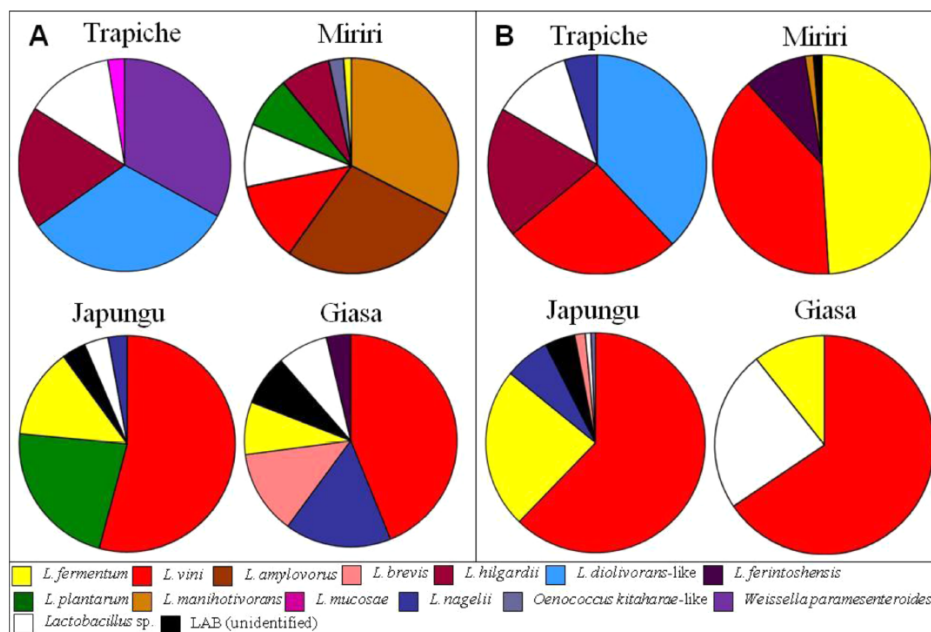 A
Trapiche
Miriri
B
Trapiche
Miriri
Japungu
Giasa
Japungu
Giasa
L. fermentum L. vini L. amylovorus L. brevis L. hilgardii L. diolivorans-like L. ferintoshensis
L. plantarum L. manihotivorans L. mucosae L. nagelii Oenococcus kitaharae-like Weissella paramesenteroides
Lactobacillus sp. LAB (unidentified)